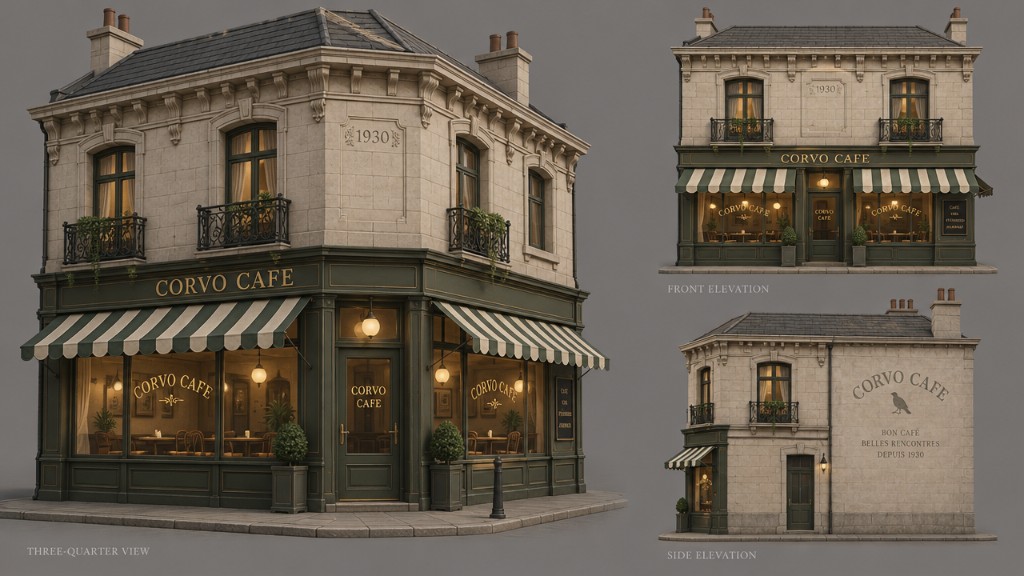 1930
CORVO CAFE
CORVO CAFE
CORVO
CAFE
CORVO CAFE
THREE-QUARTER VIEW
1930
CORVO CAFE
CORVO CAFE
CORVO
CAFE
CORVO CAFE
FRONT ELEVATION
CORVO CAFE
BON CAFÉ
BELLES RENCONTRES
DEPUIS 1930
SIDE ELEVATION